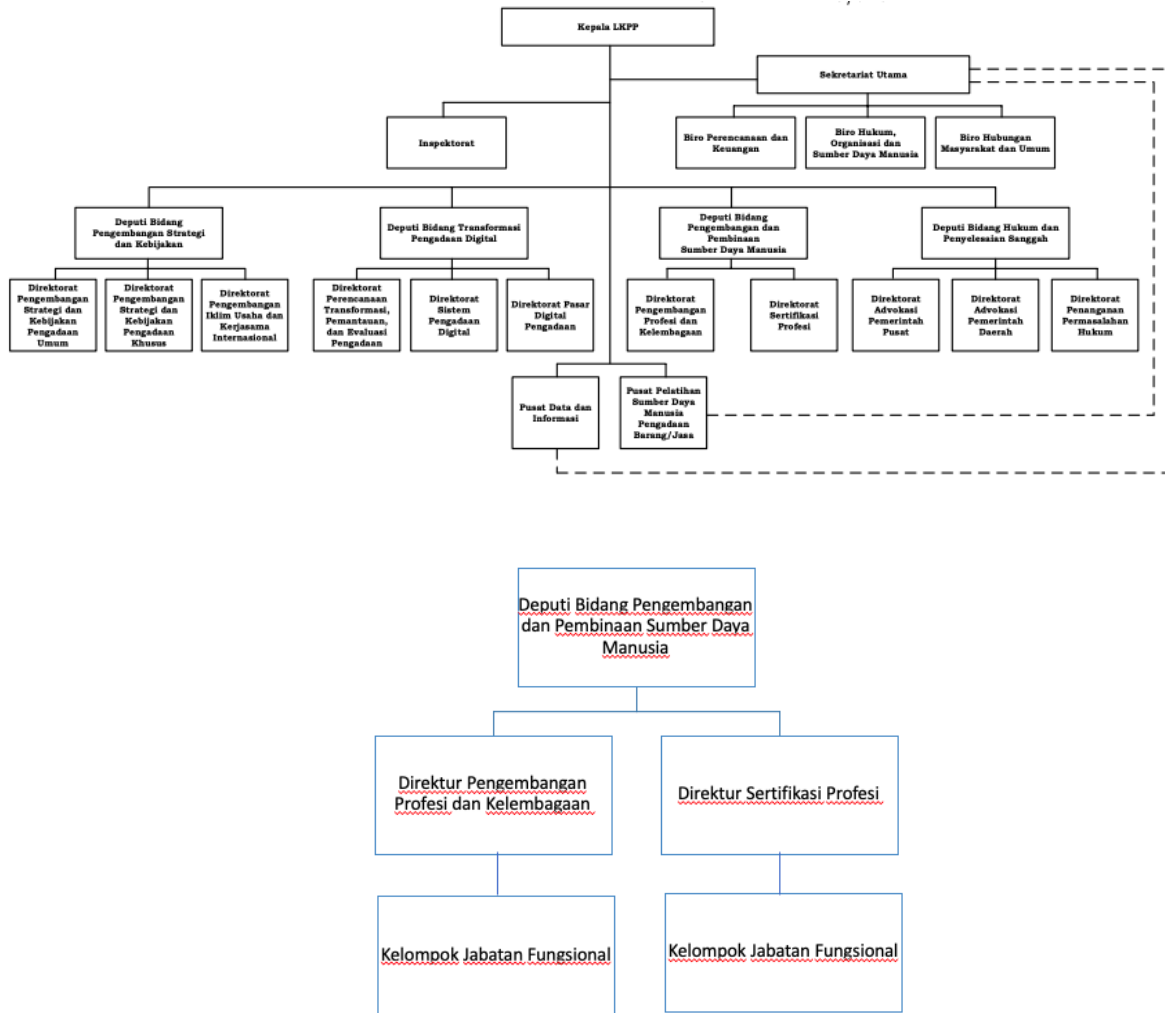 Kepala LKPP
Sekretariat Utama
Inspektorat
Biro Perencanaan dan
Keuangan
Biro Hukum,
Organisasi dan
Sumber Daya Manusia
Biro Hubungan
Masyarakat dan Umum
Deputi Bidang
Pengembangan Strategi
dan Kebijakan
Deputi Bidang Transformasi
Pengadaan Digital
Deputi Bidang
Pengembangan dan
Pembinaan
Sumber Daya Manusia
Deputi Bidang Hukum dan
Penyelesaian Sanggah
Direktorat
Pengembangan
Strategi dan
Kebijakan
Pengadaan
Umum
Direktorat
Pengembangan
Strategi dan
Kebijakan
Pengadaan
Khusus
Direktorat
Pengembangan
Iklim Usaha dan
Kerjasama
Internasional
Direktorat
Perencanaan
Transformasi,
Pemantauan,
dan Evaluasi
Pengadaan
Direktorat
Sistem
Pengadaan
Digital
Direktorat Pasar
Digital
Pengadaan
Direktorat
Pengembangan
Profesi dan
Kelembagaan
Direktorat
Sertifikasi
Profesi
Direktorat
Advokasi
Pemerintah
Pusat
Direktorat
Advokasi
Pemerintah
Daerah
Direktorat
Penanganan
Permasalahan
Hukum
Pusat Data dan
Informasi
Pusat Pelatihan
Sumber Daya
Manusia
Pengadaan
Barang/Jasa
Deputi Bidang Pengembangan
dan Pembinaan Sumber Daya
Manusia
Direktur Pengembangan
Profesi dan Kelembagaan
Direktur Sertifikasi Profesi
Kelompok Jabatan Fungsional
Kelompok Jabatan Fungsional